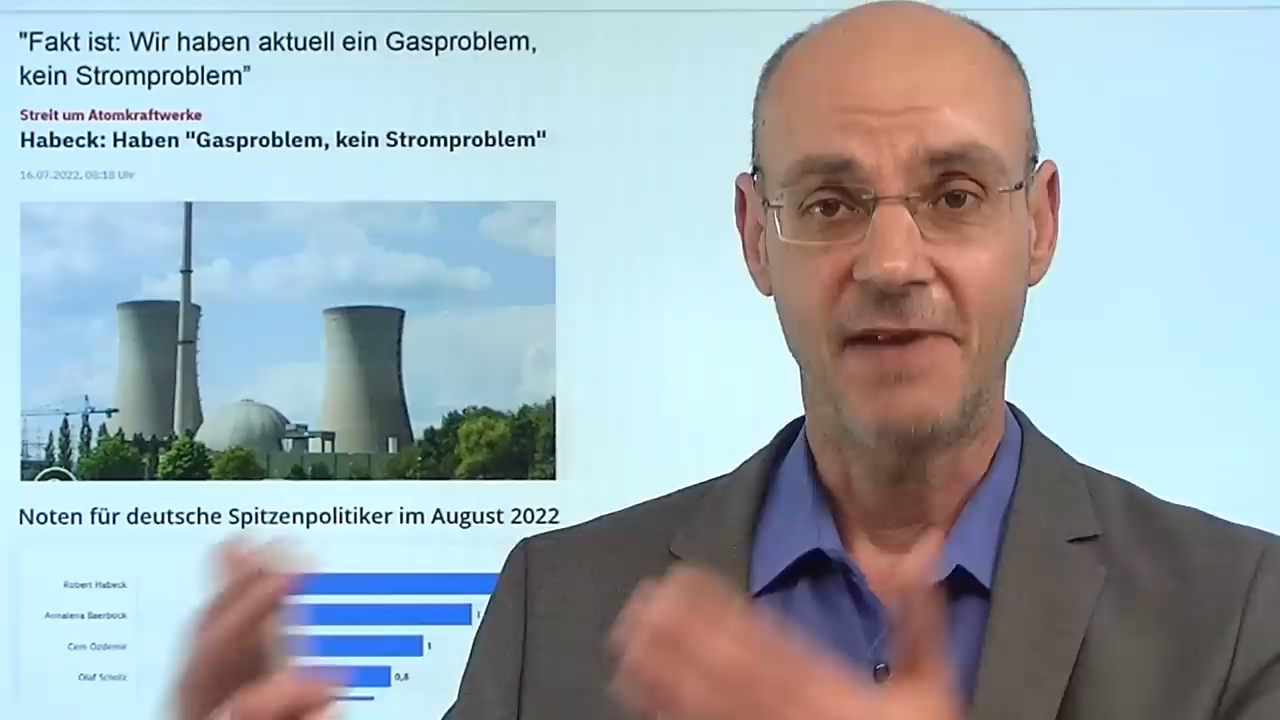 "Fakt ist: Wir haben aktuell ein Gasproblem,
kein Stromproblem”
Streit um Atomkraftwerke
Habeck: Haben "Gasproblem, kein Stromproblem"
16.07.2022, 08:18 Uhr
Noten für deutsche Spitzenpolitiker im August 2022
Robert Habeck
Annalena Baerbock 1
Cem Özdemir 1
Olaf Scholz 0,8